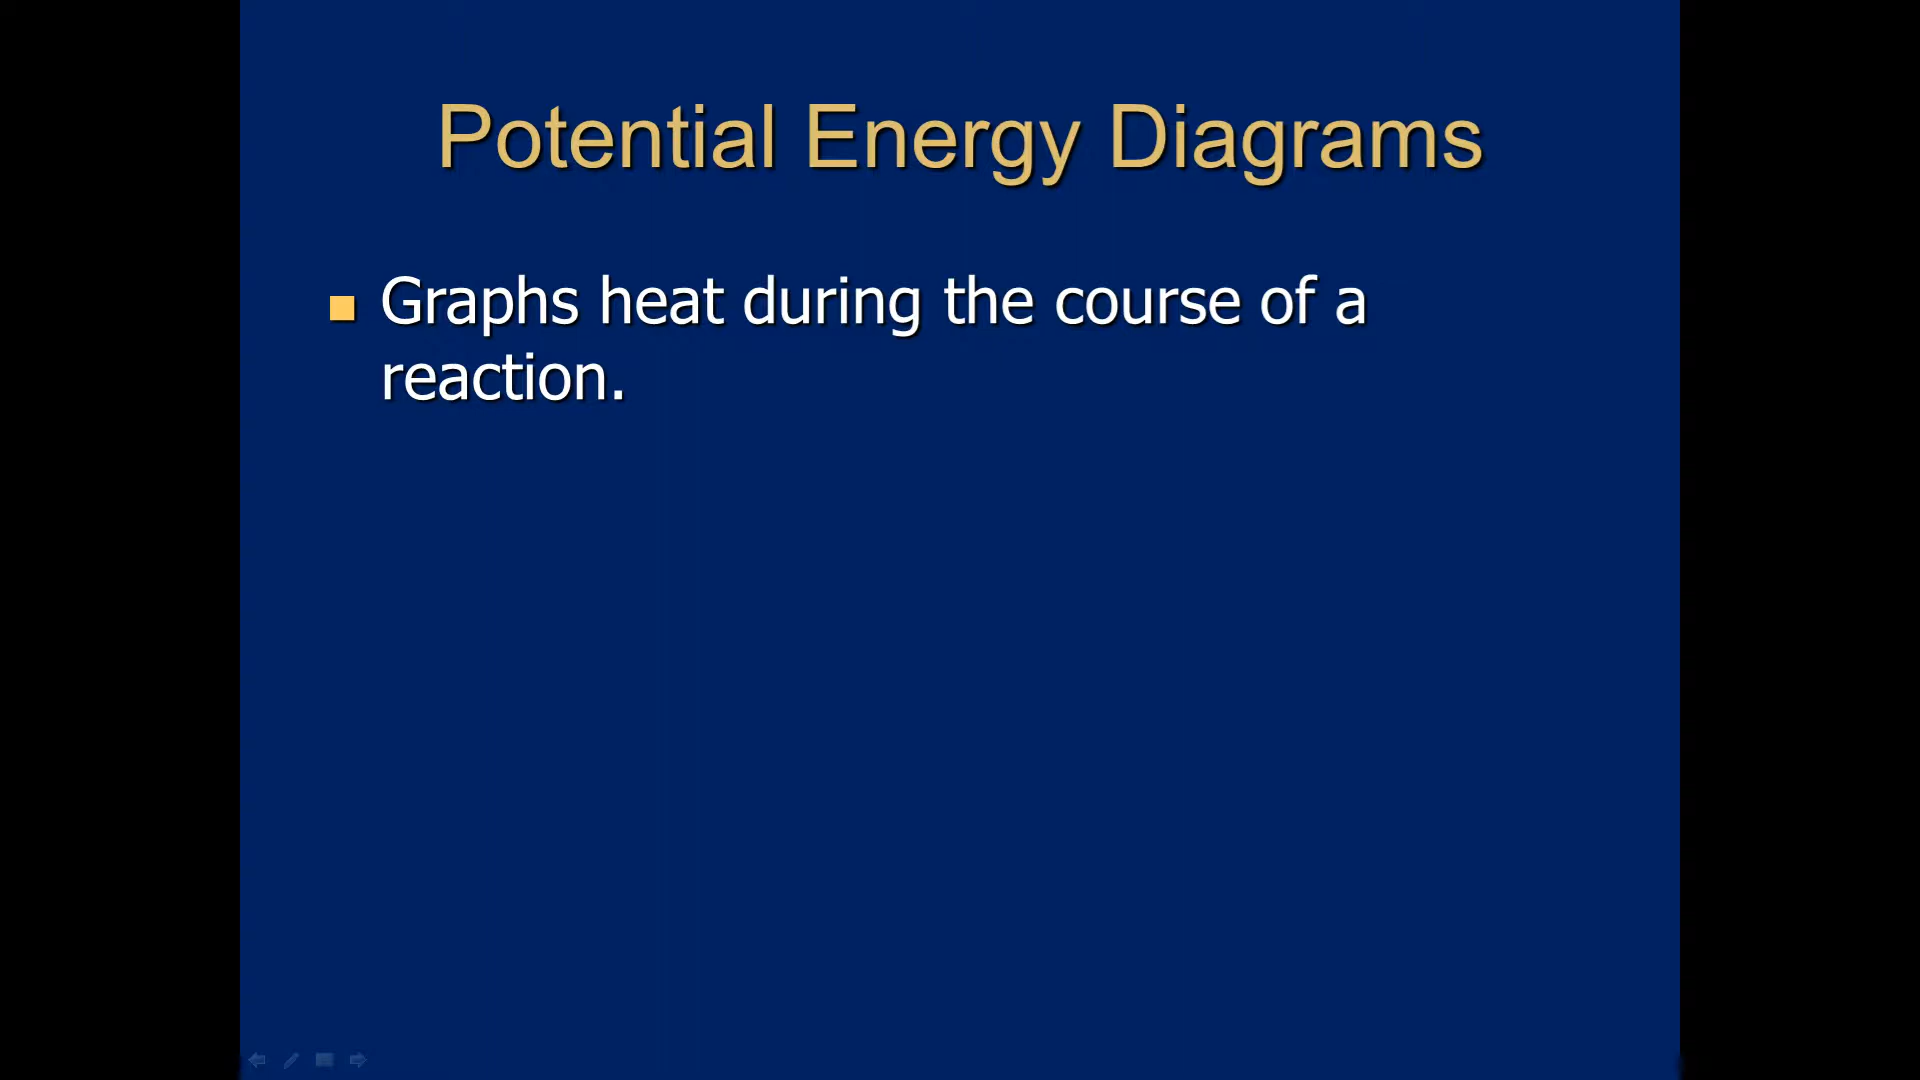 Potential Energy Diagrams
Graphs heat during the course of a
reaction.